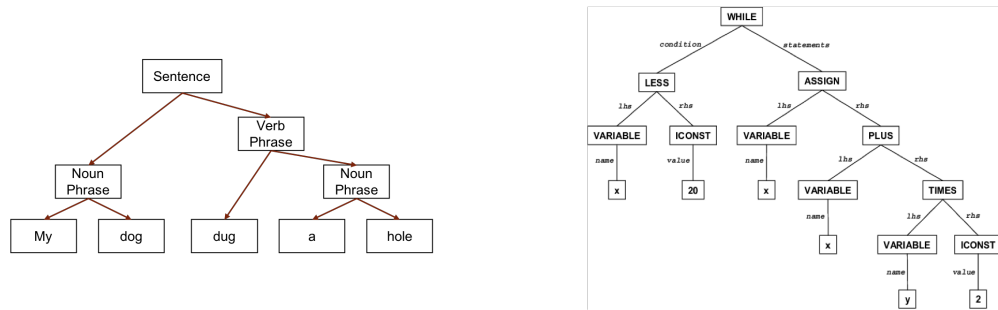 Sentence
Verb
Phrase
Noun
Phrase
Noun
Phrase
My
dog
dug
a
hole
WHILE
condition
statements
LESS
ASSIGN
lhs
rhs
lhs
rhs
VARIABLE
ICONST
VARIABLE
PLUS
name
value
name
lhs
rhs
x
20
x
VARIABLE
TIMES
name
lhs
rhs
x
VARIABLE
ICONST
name
value
y
2